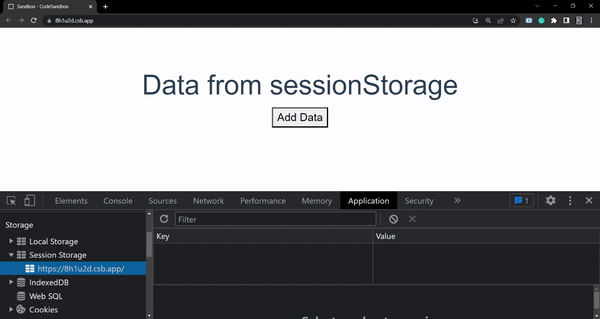 Sandbox - CodeSandbox
8h1u2d.csb.app
Data from sessionStorage
Add Data
Elements Console Sources Network Performance Memory Application Security 1
Storage
Filter
Local Storage
Key Value
Session Storage
https://8h1u2d.csb.app/
IndexedDB
Web SQL
Cookies